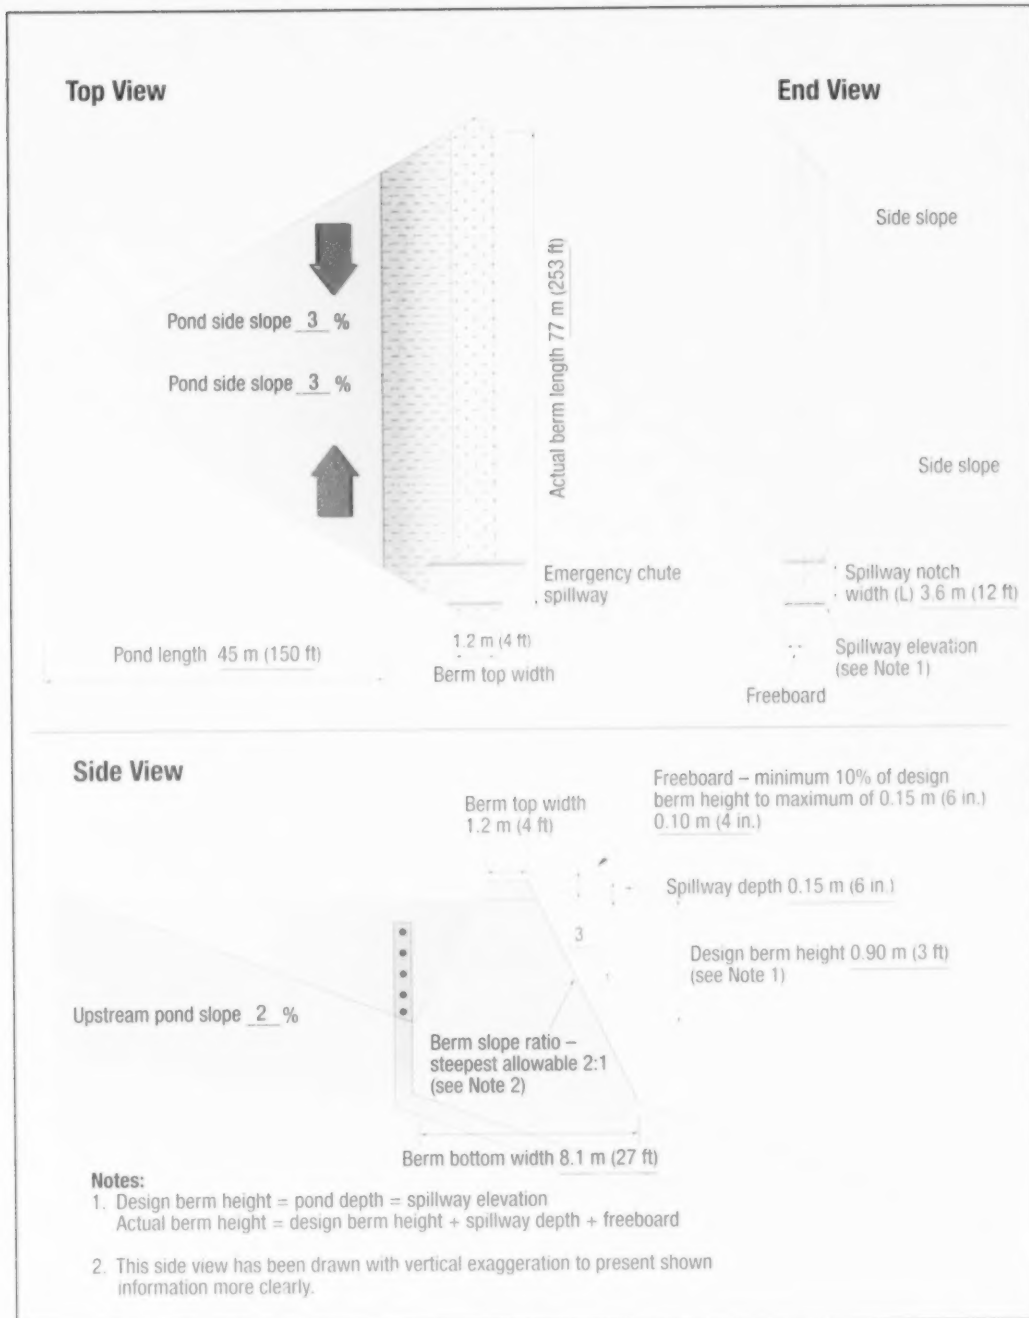 Top View
End View
Side slope
Pond side slope 3 %
Pond side slope 3 %
Actual berm length 77 m (253 ft)
Side slope
Emergency chute
spillway
Spillway notch
width (L) 3.6 m (12 ft)
Pond length 45 m (150 ft)
1.2 m (4 ft)
Berm top width
Spillway elevation
(see Note 1)
Freeboard
Side View
Berm top width
1.2 m (4 ft)
Freeboard – minimum 10% of design
berm height to maximum of 0.15 m (6 in.)
0.10 m (4 in.)
Spillway depth 0.15 m (6 in.)
3
Design berm height 0.90 m (3 ft)
(see Note 1)
Upstream pond slope 2 %
Berm slope ratio –
steepest allowable 2:1
(see Note 2)
Berm bottom width 8.1 m (27 ft)
Notes:
1. Design berm height = pond depth = spillway elevation
Actual berm height = design berm height + spillway depth + freeboard
2. This side view has been drawn with vertical exaggeration to present shown
information more clearly.